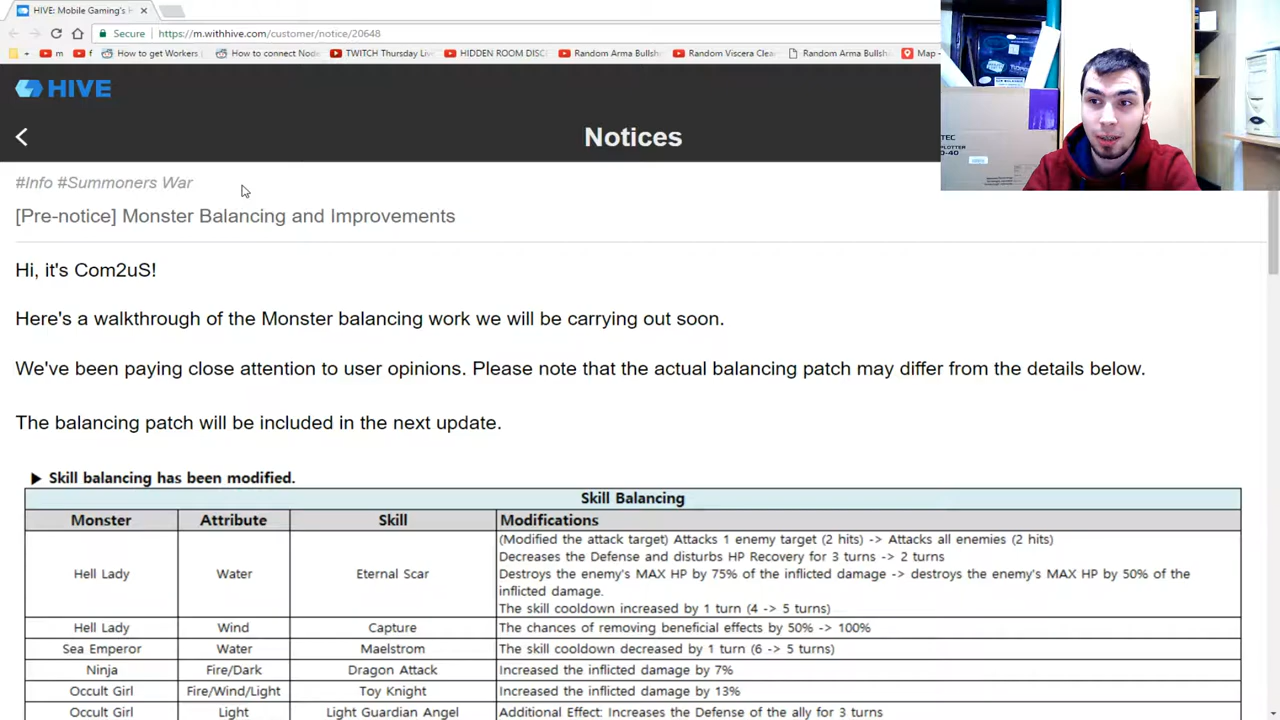 HIVE: Mobile Gaming's H
Secure https://m.withhive.com/customer/notice/20648
m
f
How to get Workers
How to connect Notic
TWITCH Thursday Liv
HIDDEN ROOM DISC
Random Arma Bullsh
Random Viscera Clea
Random Arma Bullsh
Map -
HIVE
Notices
#Info #Summoners War
[Pre-notice] Monster Balancing and Improvements
Hi, it's Com2uS!
Here's a walkthrough of the Monster balancing work we will be carrying out soon.
We've been paying close attention to user opinions. Please note that the actual balancing patch may differ from the details below.
The balancing patch will be included in the next update.
▶ Skill balancing has been modified.
Skill Balancing
Monster Attribute Skill Modifications
Hell Lady Water Eternal Scar
(Modified the attack target) Attacks 1 enemy target (2 hits) -> Attacks all enemies (2 hits)
Decreases the Defense and disturbs HP Recovery for 3 turns -> 2 turns
Destroys the enemy's MAX HP by 75% of the inflicted damage -> destroys the enemy's MAX HP by 50% of the
inflicted damage.
The skill cooldown increased by 1 turn (4 -> 5 turns)
Hell Lady Wind Capture The chances of removing beneficial effects by 50% -> 100%
Sea Emperor Water Maelstrom The skill cooldown decreased by 1 turn (6 -> 5 turns)
Ninja Fire/Dark Dragon Attack Increased the inflicted damage by 7%
Occult Girl Fire/Wind/Light Toy Knight Increased the inflicted damage by 13%
Occult Girl Light Light Guardian Angel Additional Effect: Increases the Defense of the ally for 3 turns